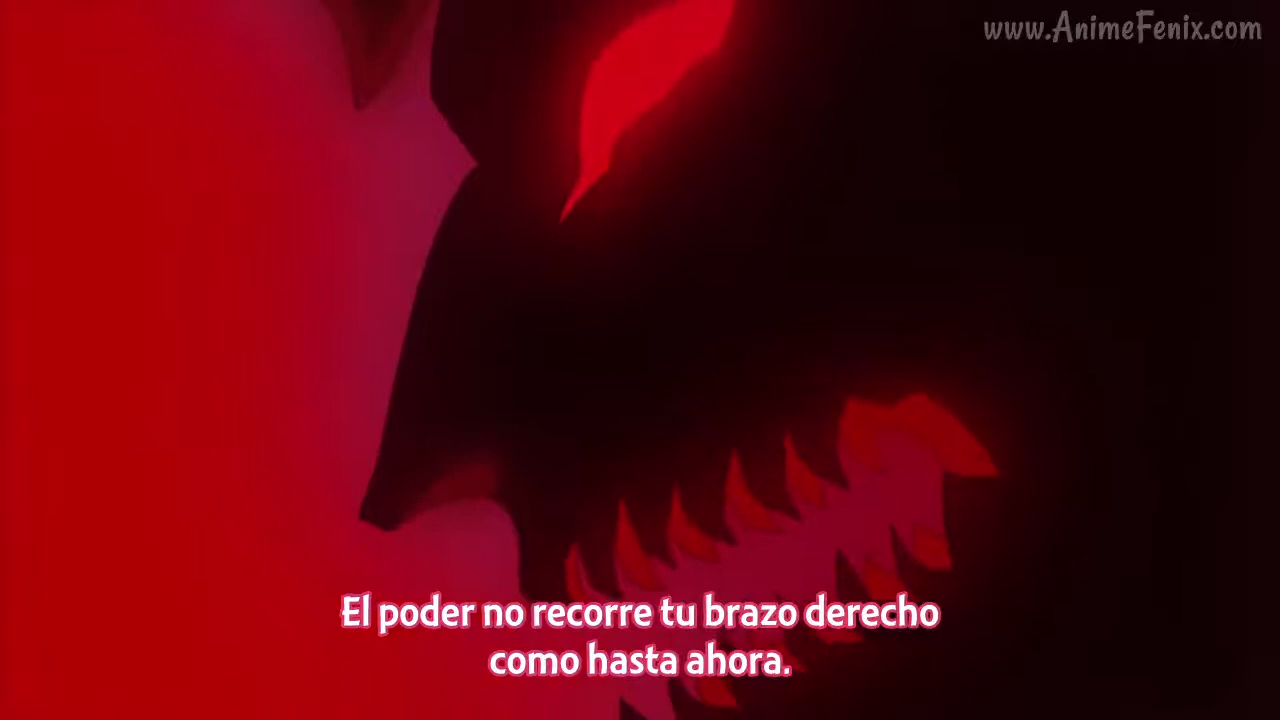 www.AnimeFenix.com
El poder no recorre tu brazo derecho
como hasta ahora.